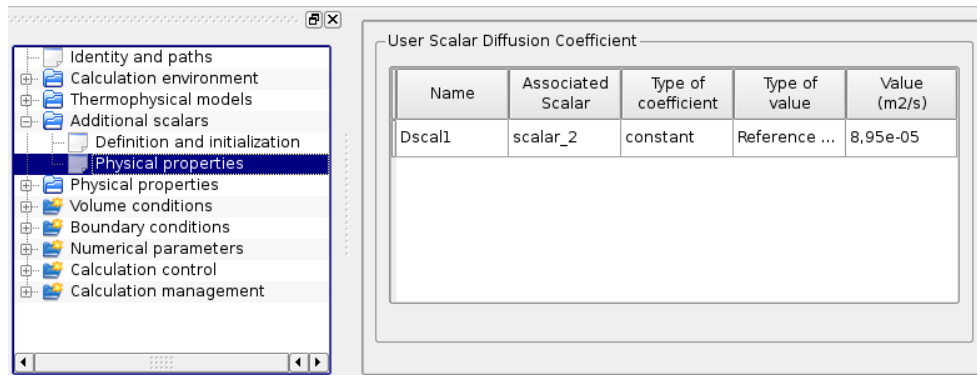 Identity and paths
Calculation environment
Thermophysical models
Additional scalars
Definition and initialization
Physical properties
Physical properties
Volume conditions
Boundary conditions
Numerical parameters
Calculation control
Calculation management
User Scalar Diffusion Coefficient
Name Associated Scalar Type of coefficient Type of value Value (m2/s)
Dscal1 scalar_2 constant Reference ... 8,95e-05